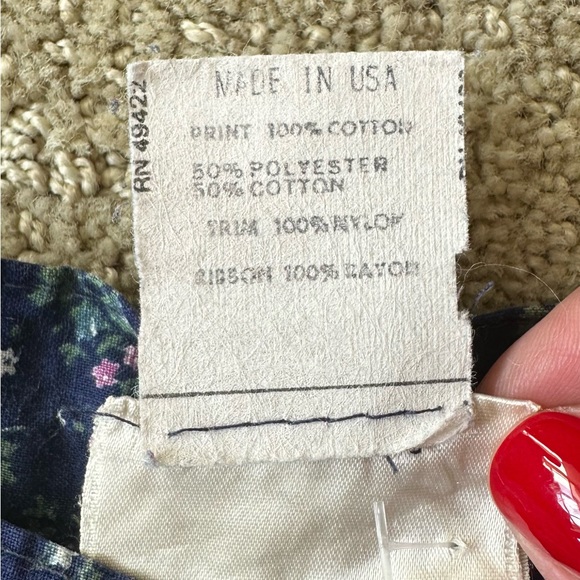 MADE IN USA
PRINT 100% COTTON
50% POLYESTER
50% COTTON
TRIM 100% NYLON
RIBBON 100% RAYON
RN 49422